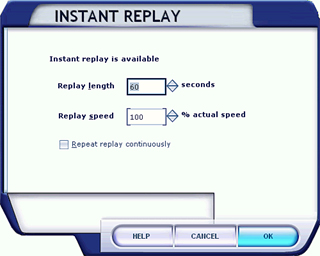 INSTANT REPLAY
Instant replay is available
Replay length 60 seconds
Replay speed 100 % actual speed
Repeat replay continuously
HELP CANCEL OK